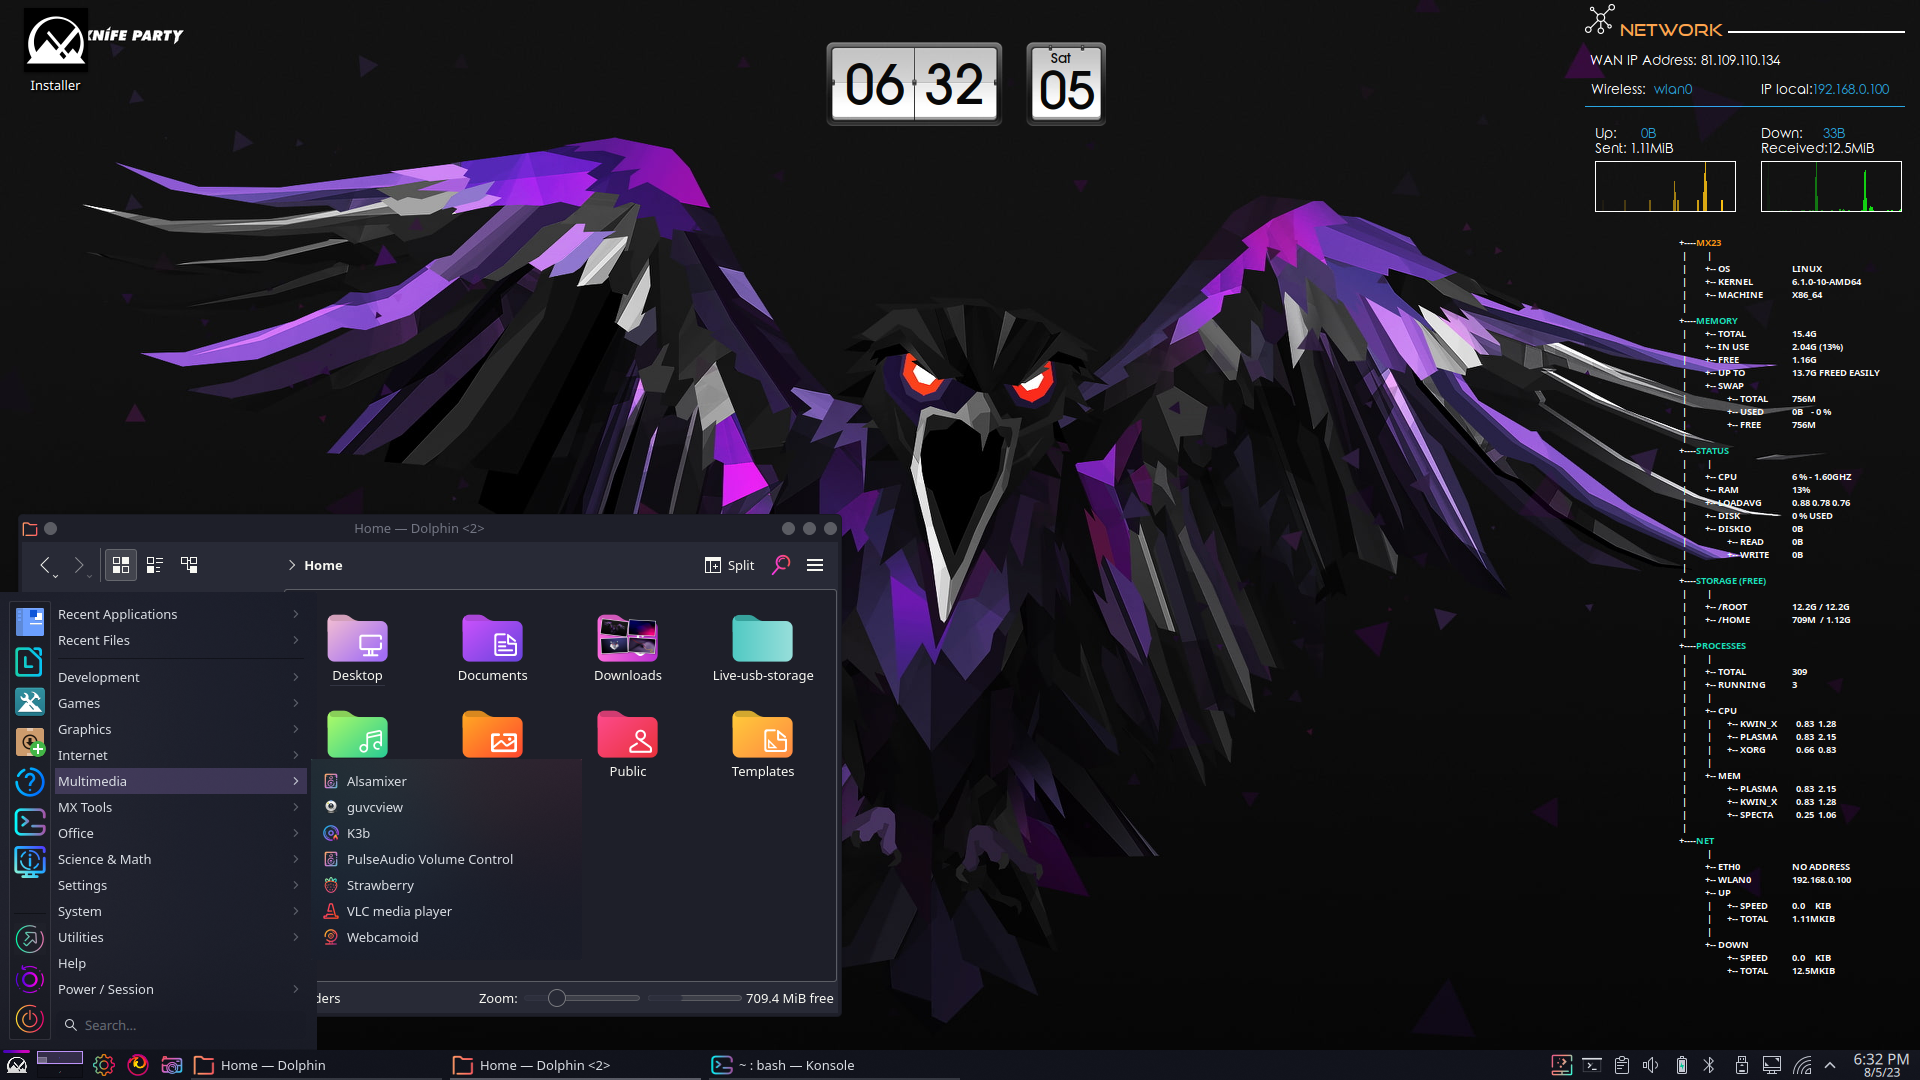 KNIFE PARTY
Installer
06 32
Sat
05
NETWORK
WAN IP Address: 81.109.110.134
Wireless: wlan0 IP local:192.168.0.100
Up: 0B Down: 33B
Sent: 1.11MiB Received:12.5MiB
+----MX23
+-- OS LINUX
+-- KERNEL 6.1.0-10-AMD64
+-- MACHINE X86_64
+----MEMORY
+-- TOTAL 15.4G
+-- IN USE 2.04G (13%)
+-- FREE 1.16G
+-- UP TO 13.7G FREED EASILY
+-- SWAP
+-- TOTAL 756M
+-- USED 0B - 0 %
+-- FREE 756M
+----STATUS
+-- CPU 6 % - 1.60GHZ
+-- RAM 13%
+-- LOADAVG 0.88 0.78 0.76
+-- DISK 0 % USED
+-- DISKIO 0B
+-- READ 0B
+-- WRITE 0B
+----STORAGE (FREE)
+-- /ROOT 12.2G / 12.2G
+-- /HOME 709M / 1.12G
+----PROCESSES
+-- TOTAL 309
+-- RUNNING 3
+-- CPU
+-- KWIN_X 0.83 1.28
+-- PLASMA 0.83 2.15
+-- XORG 0.66 0.83
+-- MEM
+-- PLASMA 0.83 2.15
+-- KWIN_X 0.83 1.28
+-- SPECTA 0.25 1.06
+----NET
+-- ETH0 NO ADDRESS
+-- WLAN0 192.168.0.100
+-- UP
+-- SPEED 0.0 KIB
+-- TOTAL 1.11MKIB
+-- DOWN
+-- SPEED 0.0 KIB
+-- TOTAL 12.5MKIB
Home — Dolphin <2>
Home
Split
Desktop Documents Downloads Live-usb-storage
Public Templates
ders Zoom: 709.4 MiB free
Recent Applications
Recent Files
Development
Games
Graphics
Internet
Multimedia
MX Tools
Office
Science & Math
Settings
System
Utilities
Help
Power / Session
Search...
Alsamixer
guvcview
K3b
PulseAudio Volume Control
Strawberry
VLC media player
Webcamoid
Home — Dolphin
Home — Dolphin <2>
~ : bash — Konsole
6:32 PM
8/5/23